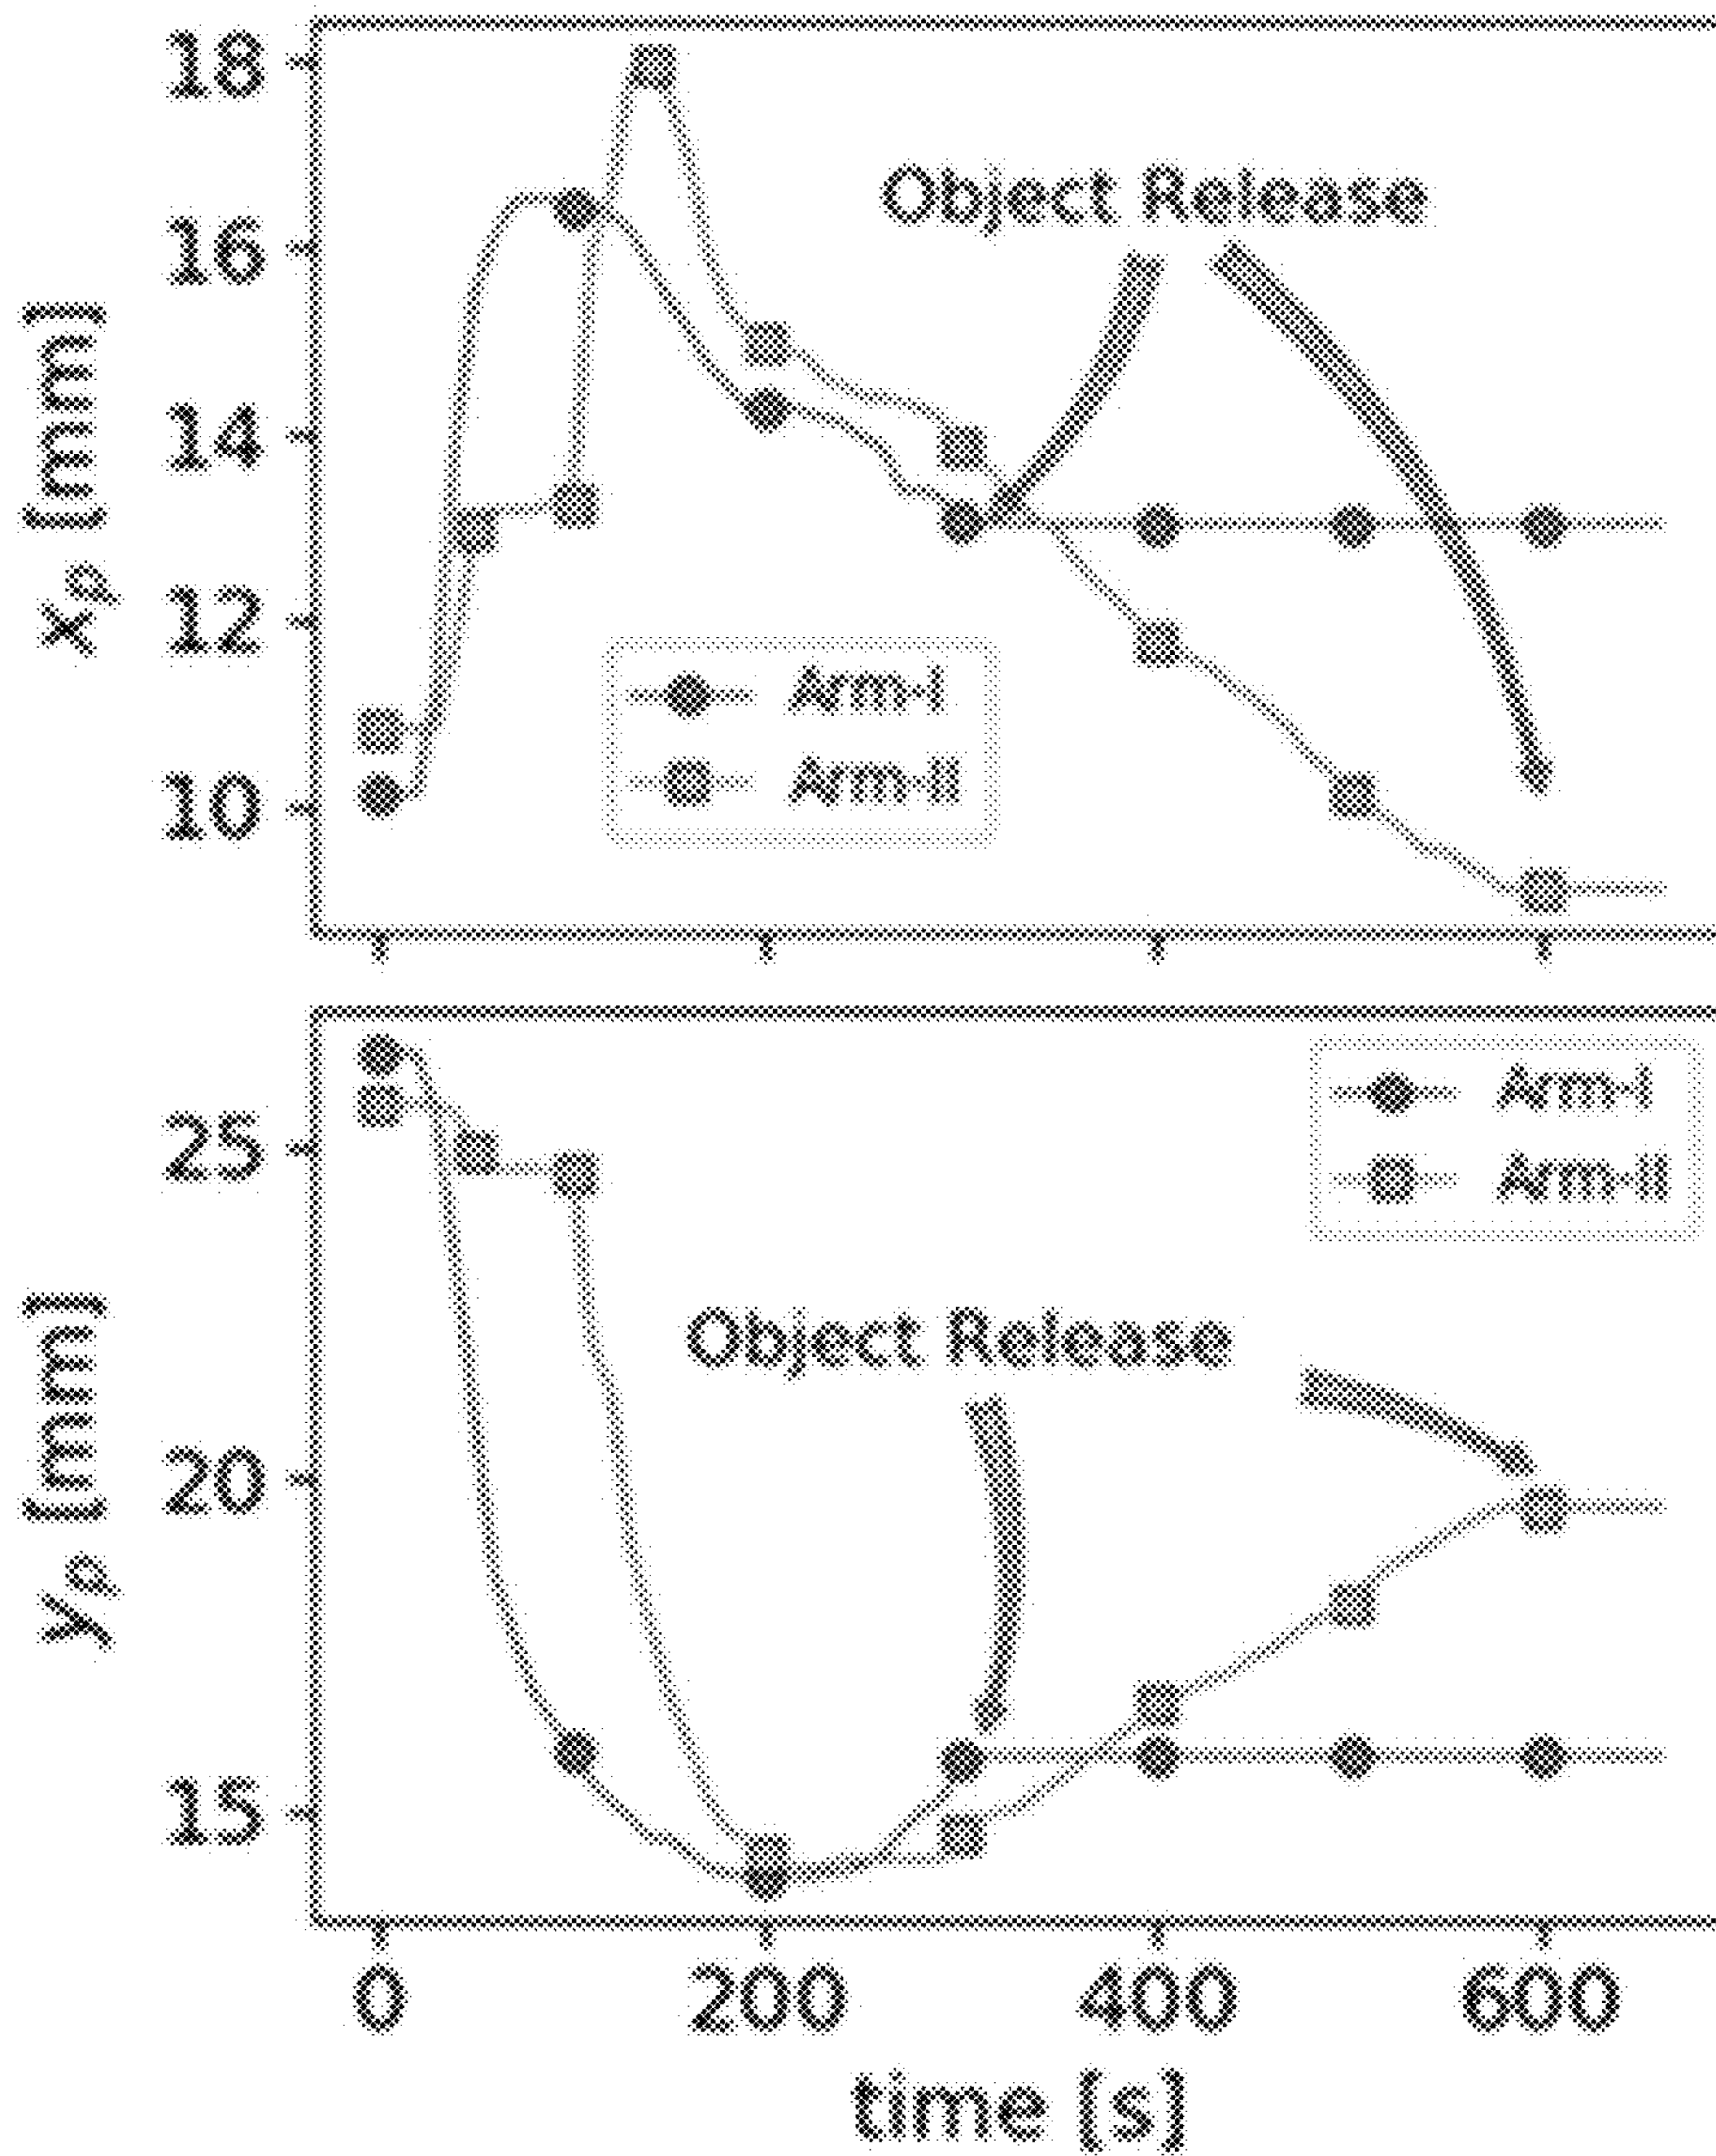 18
16
14
12
10
xₚ [mm]
Object Release
Arm-I
Arm-II
25
20
15
yₚ [mm]
Arm-I
Arm-II
Object Release
0 200 400 600
time [s]